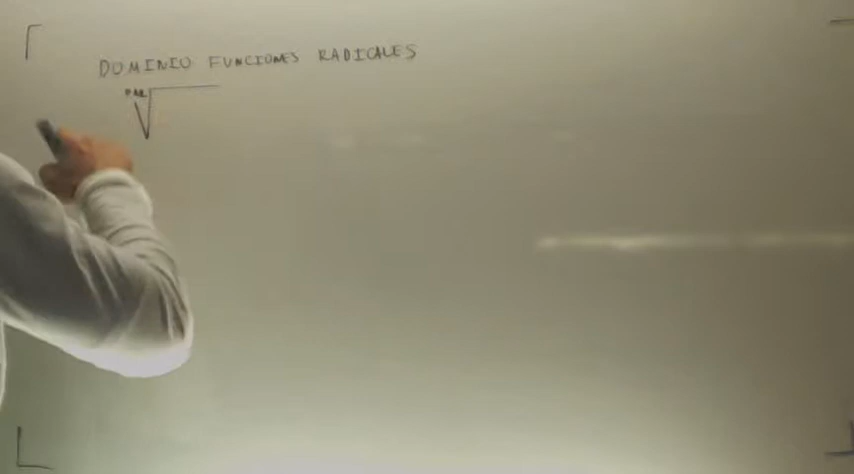 DOMINIO FUNCIONES RADICALES
PAR √